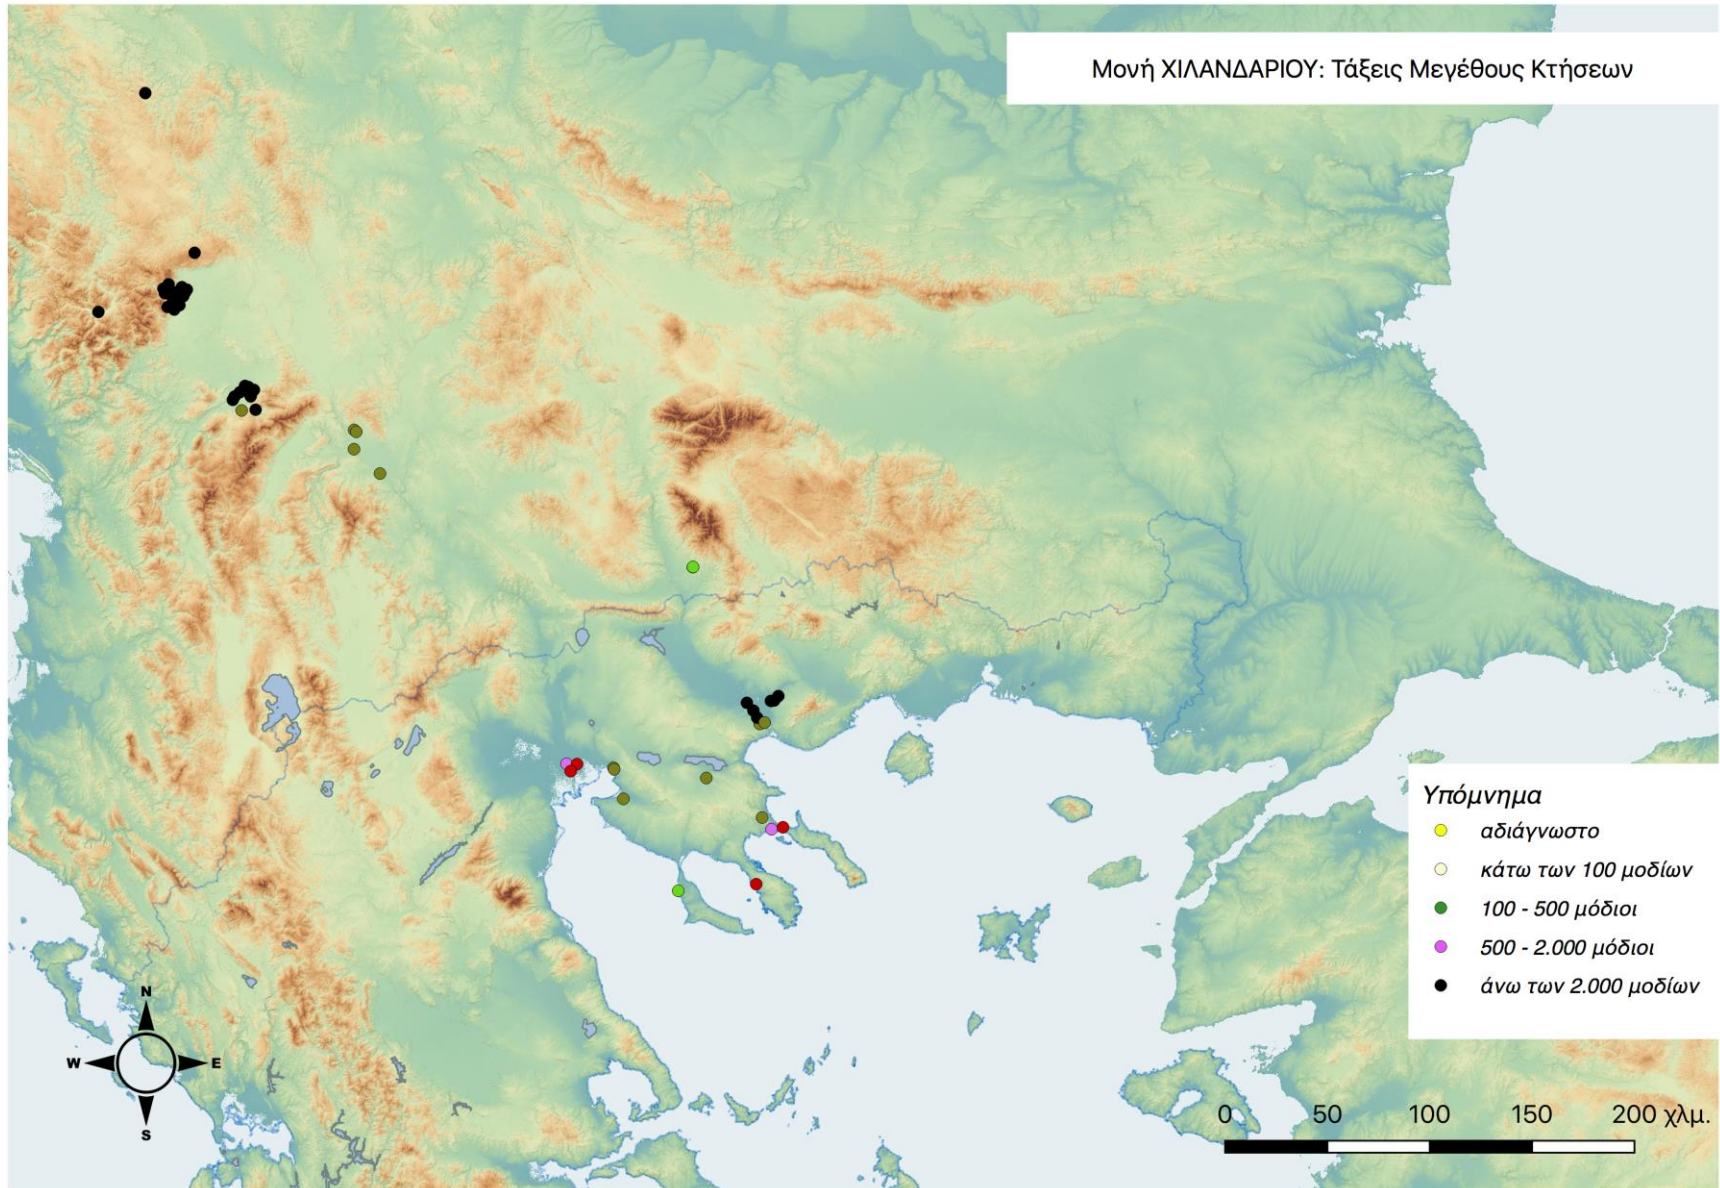 Μονή ΧΙΛΑΝΔΑΡΙΟΥ: Τάξεις Μεγέθους Κτήσεων
Υπόμνημα
αδιάγνωστο
κάτω των 100 μοδίων
100 - 500 μόδιοι
500 - 2.000 μόδιοι
άνω των 2.000 μοδίων
N
W E
S
0 50 100 150 200 χλμ.